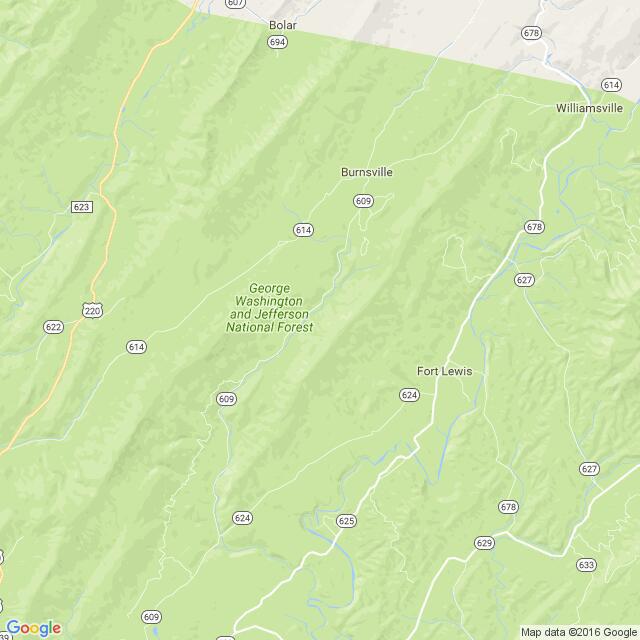 607
Bolar
694
678
614
Williamsville
Burnsville
609
623
614
678
627
George
Washington
and Jefferson
National Forest
220
622
614
Fort Lewis
609
624
627
678
624
625
629
633
609
Google
Map data ©2016 Google